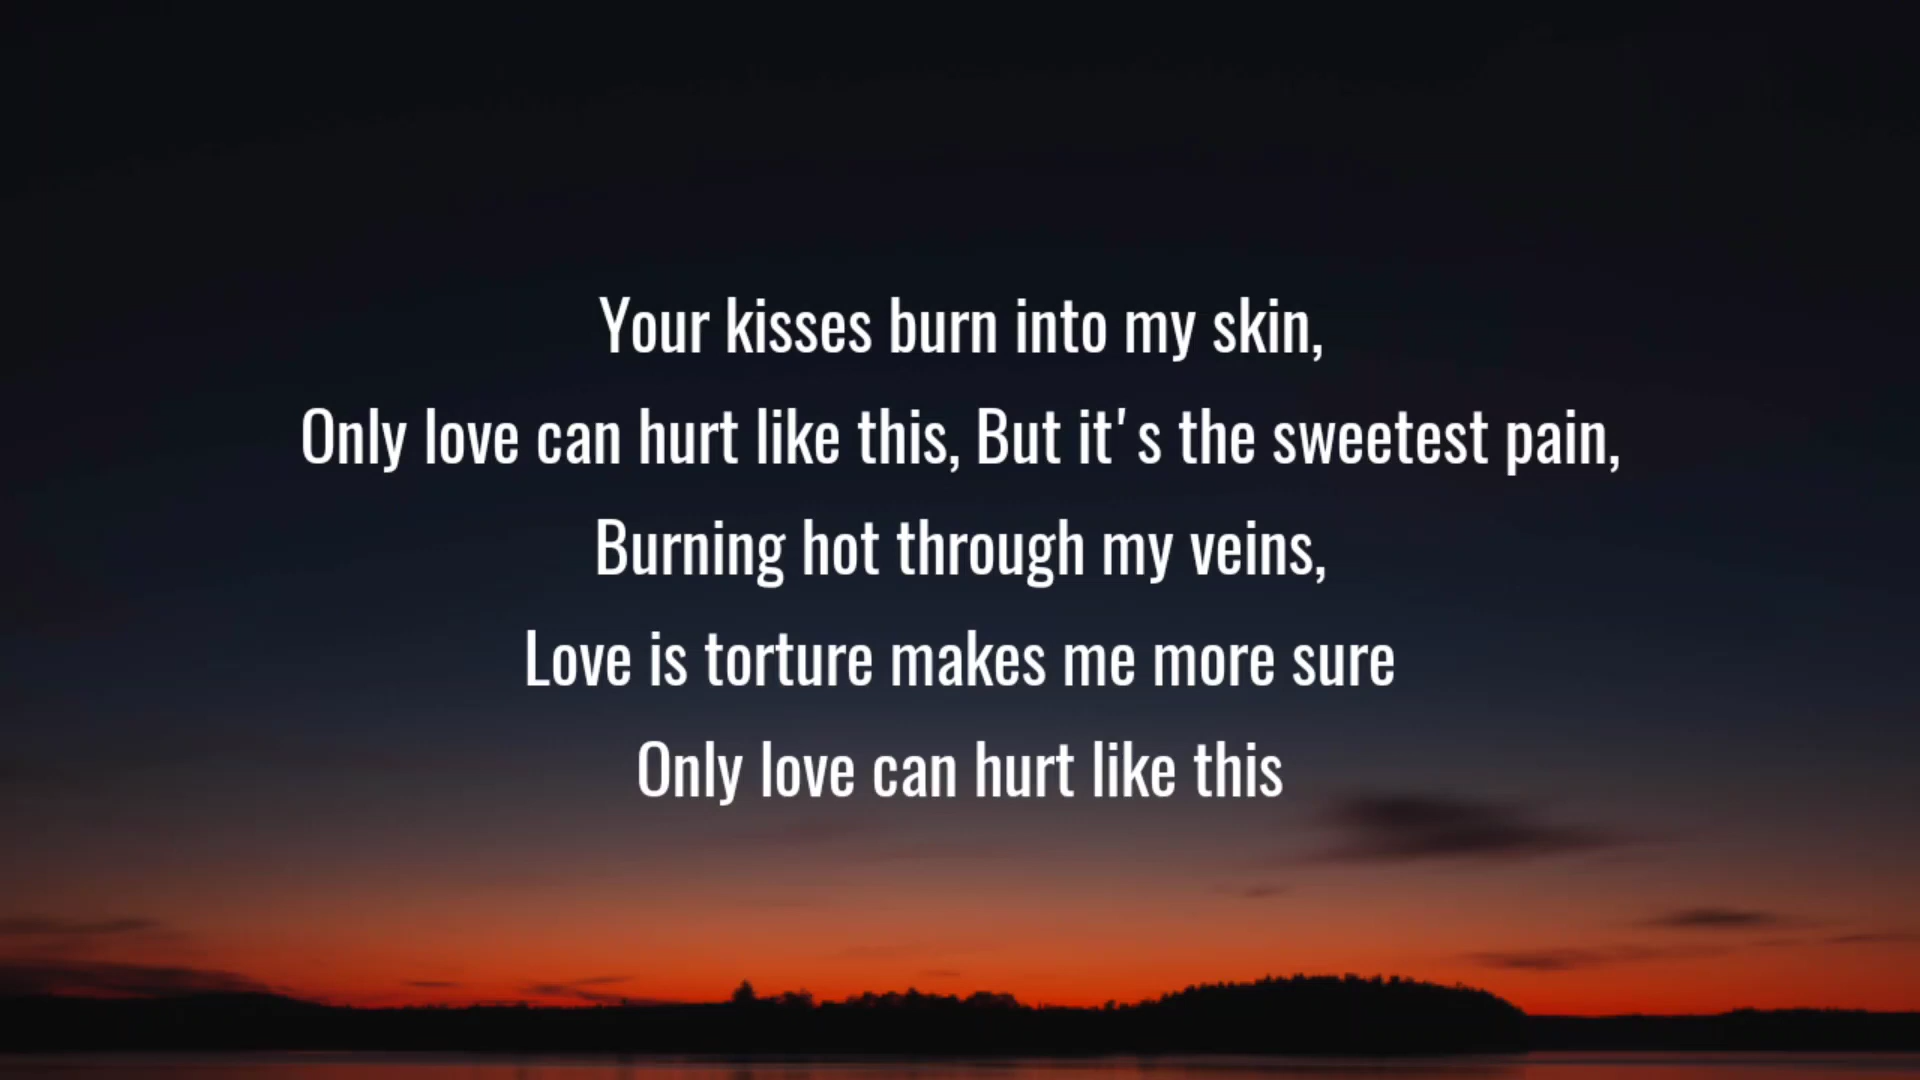 Your kisses burn into my skin,
Only love can hurt like this, But it's the sweetest pain,
Burning hot through my veins,
Love is torture makes me more sure
Only love can hurt like this